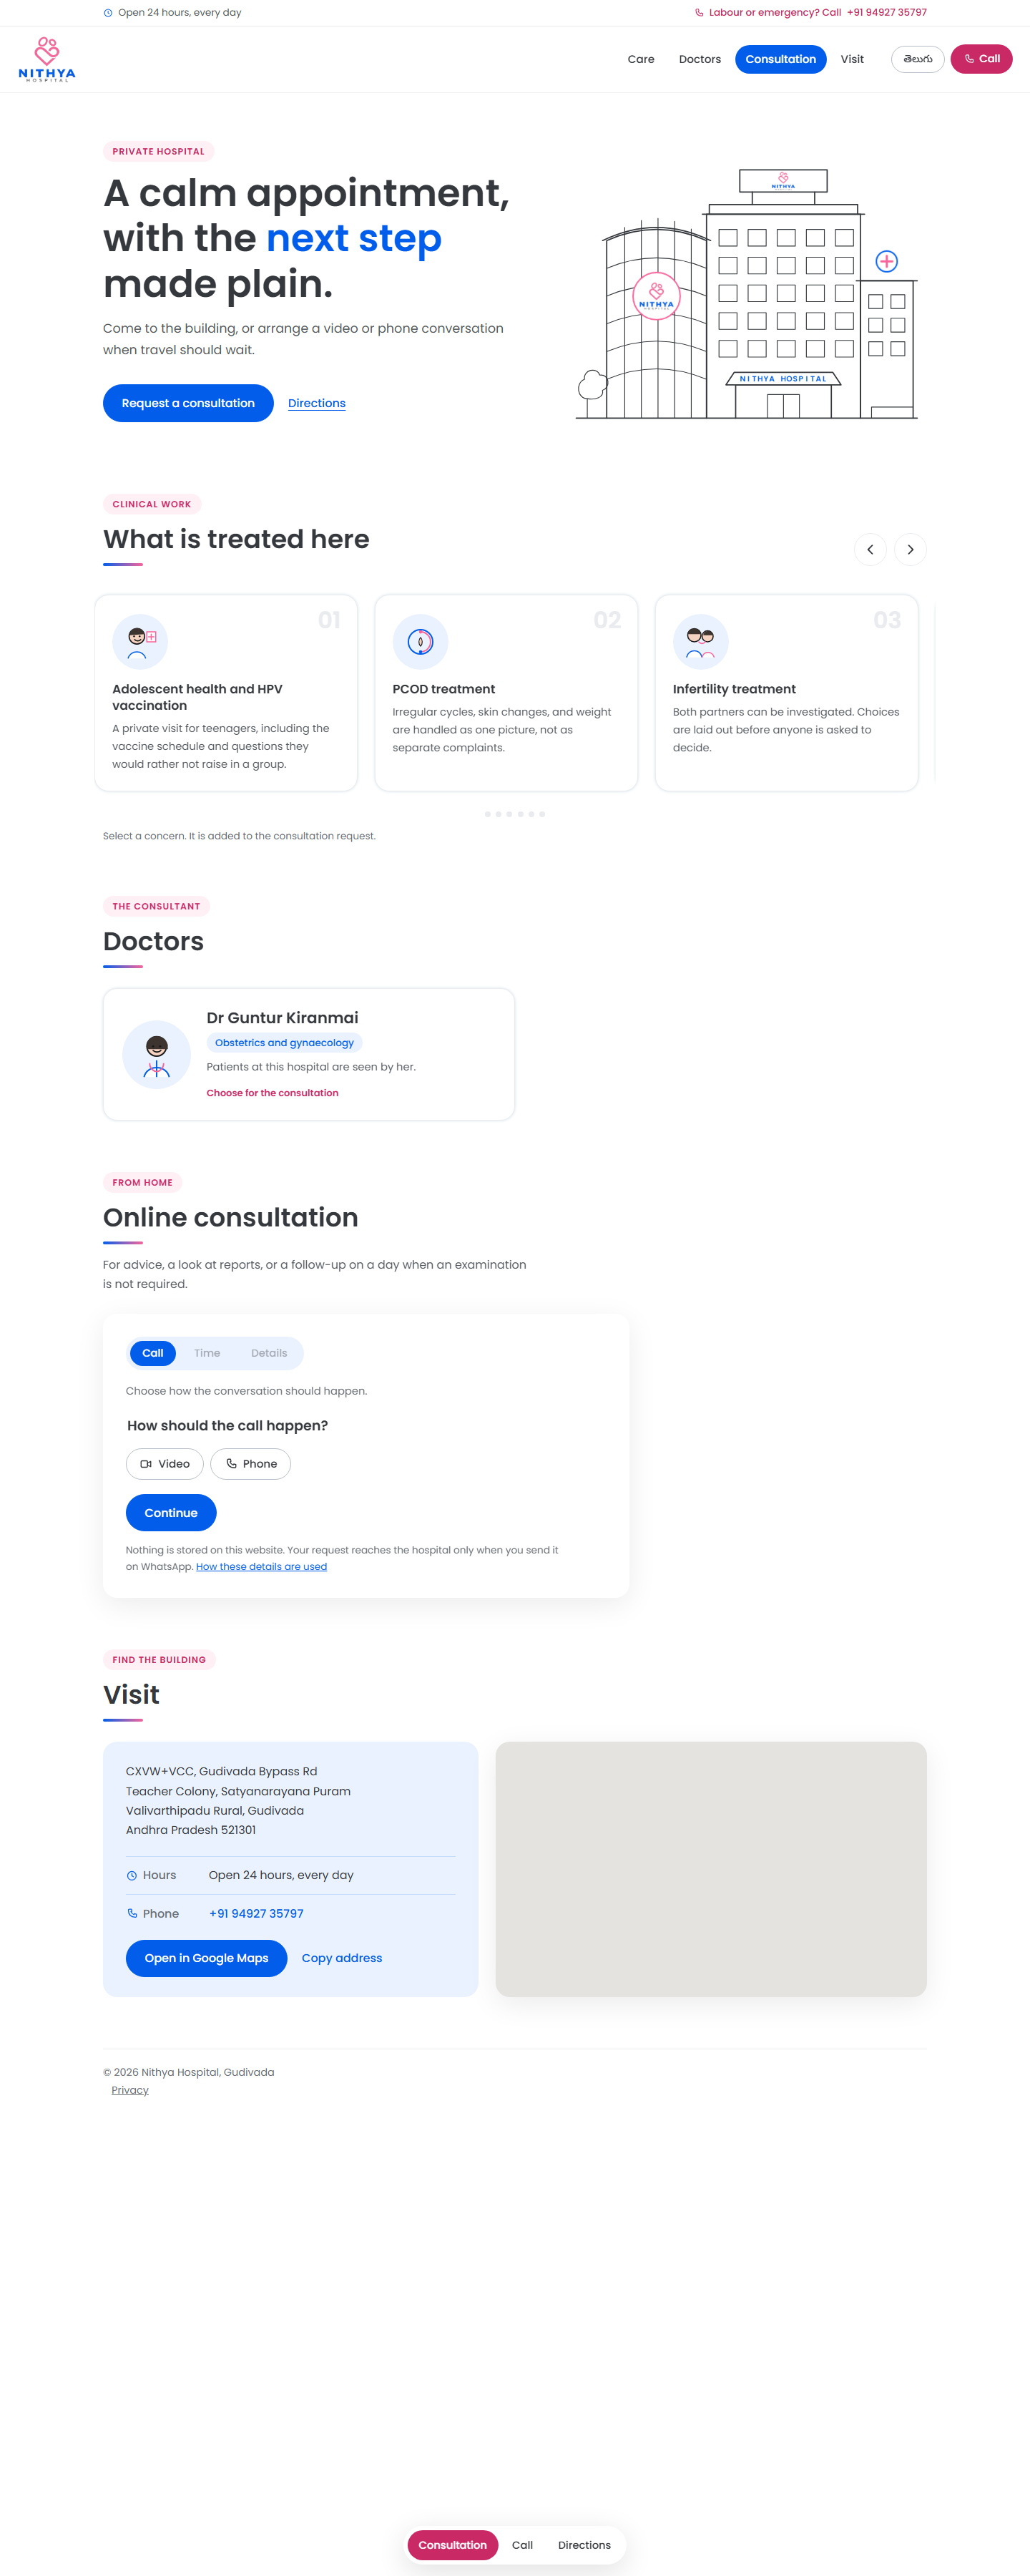 Open 24 hours, every day
Labour or emergency? Call +91 94927 35797
NITHYA
HOSPITAL
Care
Doctors
Consultation
Visit
తెలుగు
Call
PRIVATE HOSPITAL
A calm appointment,
with the next step
made plain.
Come to the building, or arrange a video or phone conversation
when travel should wait.
Request a consultation
Directions
NITHYA
NITHYA
HOSPITAL
NITHYA HOSPITAL
CLINICAL WORK
What is treated here
01
Adolescent health and HPV
vaccination
A private visit for teenagers, including the
vaccine schedule and questions they
would rather not raise in a group.
02
PCOD treatment
Irregular cycles, skin changes, and weight
are handled as one picture, not as
separate complaints.
03
Infertility treatment
Both partners can be investigated. Choices
are laid out before anyone is asked to
decide.
Select a concern. It is added to the consultation request.
THE CONSULTANT
Doctors
Dr Guntur Kiranmai
Obstetrics and gynaecology
Patients at this hospital are seen by her.
Choose for the consultation
FROM HOME
Online consultation
For advice, a look at reports, or a follow-up on a day when an examination
is not required.
Call
Time
Details
Choose how the conversation should happen.
How should the call happen?
Video
Phone
Continue
Nothing is stored on this website. Your request reaches the hospital only when you send it
on WhatsApp. How these details are used
FIND THE BUILDING
Visit
CXVW+VCC, Gudivada Bypass Rd
Teacher Colony, Satyanarayana Puram
Valivarthipadu Rural, Gudivada
Andhra Pradesh 521301
Hours
Open 24 hours, every day
Phone
+91 94927 35797
Open in Google Maps
Copy address
© 2026 Nithya Hospital, Gudivada
Privacy
Consultation
Call
Directions